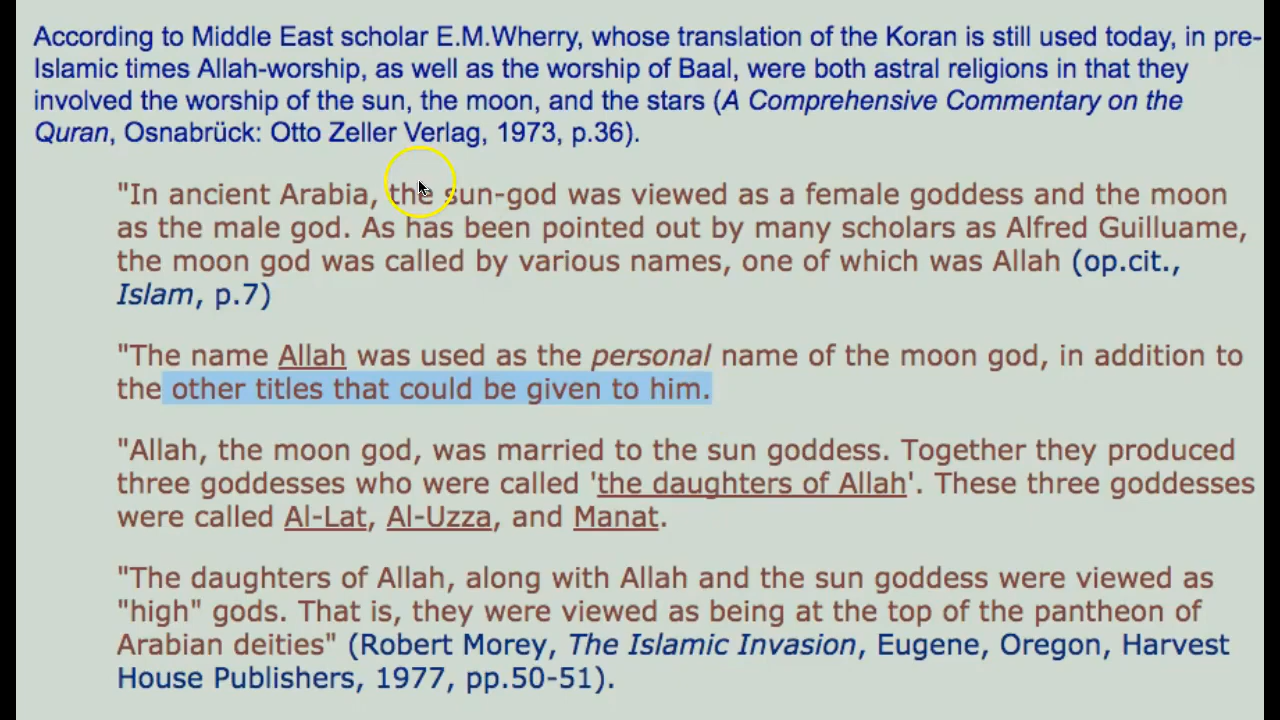 According to Middle East scholar E.M.Wherry, whose translation of the Koran is still used today, in pre-
Islamic times Allah-worship, as well as the worship of Baal, were both astral religions in that they
involved the worship of the sun, the moon, and the stars (A Comprehensive Commentary on the
Quran, Osnabrück: Otto Zeller Verlag, 1973, p.36).
"In ancient Arabia, the sun-god was viewed as a female goddess and the moon
as the male god. As has been pointed out by many scholars as Alfred Guilluame,
the moon god was called by various names, one of which was Allah (op.cit.,
Islam, p.7)
"The name Allah was used as the personal name of the moon god, in addition to
the other titles that could be given to him.
"Allah, the moon god, was married to the sun goddess. Together they produced
three goddesses who were called 'the daughters of Allah'. These three goddesses
were called Al-Lat, Al-Uzza, and Manat.
"The daughters of Allah, along with Allah and the sun goddess were viewed as
"high" gods. That is, they were viewed as being at the top of the pantheon of
Arabian deities" (Robert Morey, The Islamic Invasion, Eugene, Oregon, Harvest
House Publishers, 1977, pp.50-51).